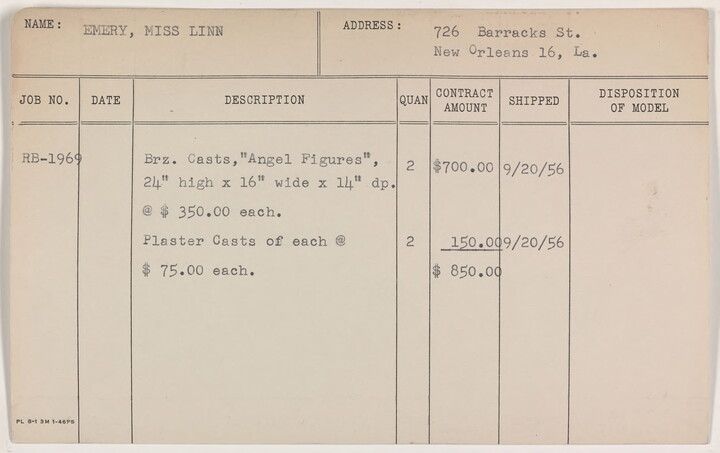 NAME: EMERY, MISS LINN ADDRESS: 726 Barracks St.
New Orleans 16, La.
JOB NO. DATE DESCRIPTION QUAN CONTRACT AMOUNT SHIPPED DISPOSITION OF MODEL
RB-1969 Brz. Casts,"Angel Figures", 2 $700.00 9/20/56
24" high x 16" wide x 14" dp.
@ $ 350.00 each.
Plaster Casts of each @ 2 150.00 9/20/56
$ 75.00 each. $ 850.00
PL 8-1 3M 1-46PB